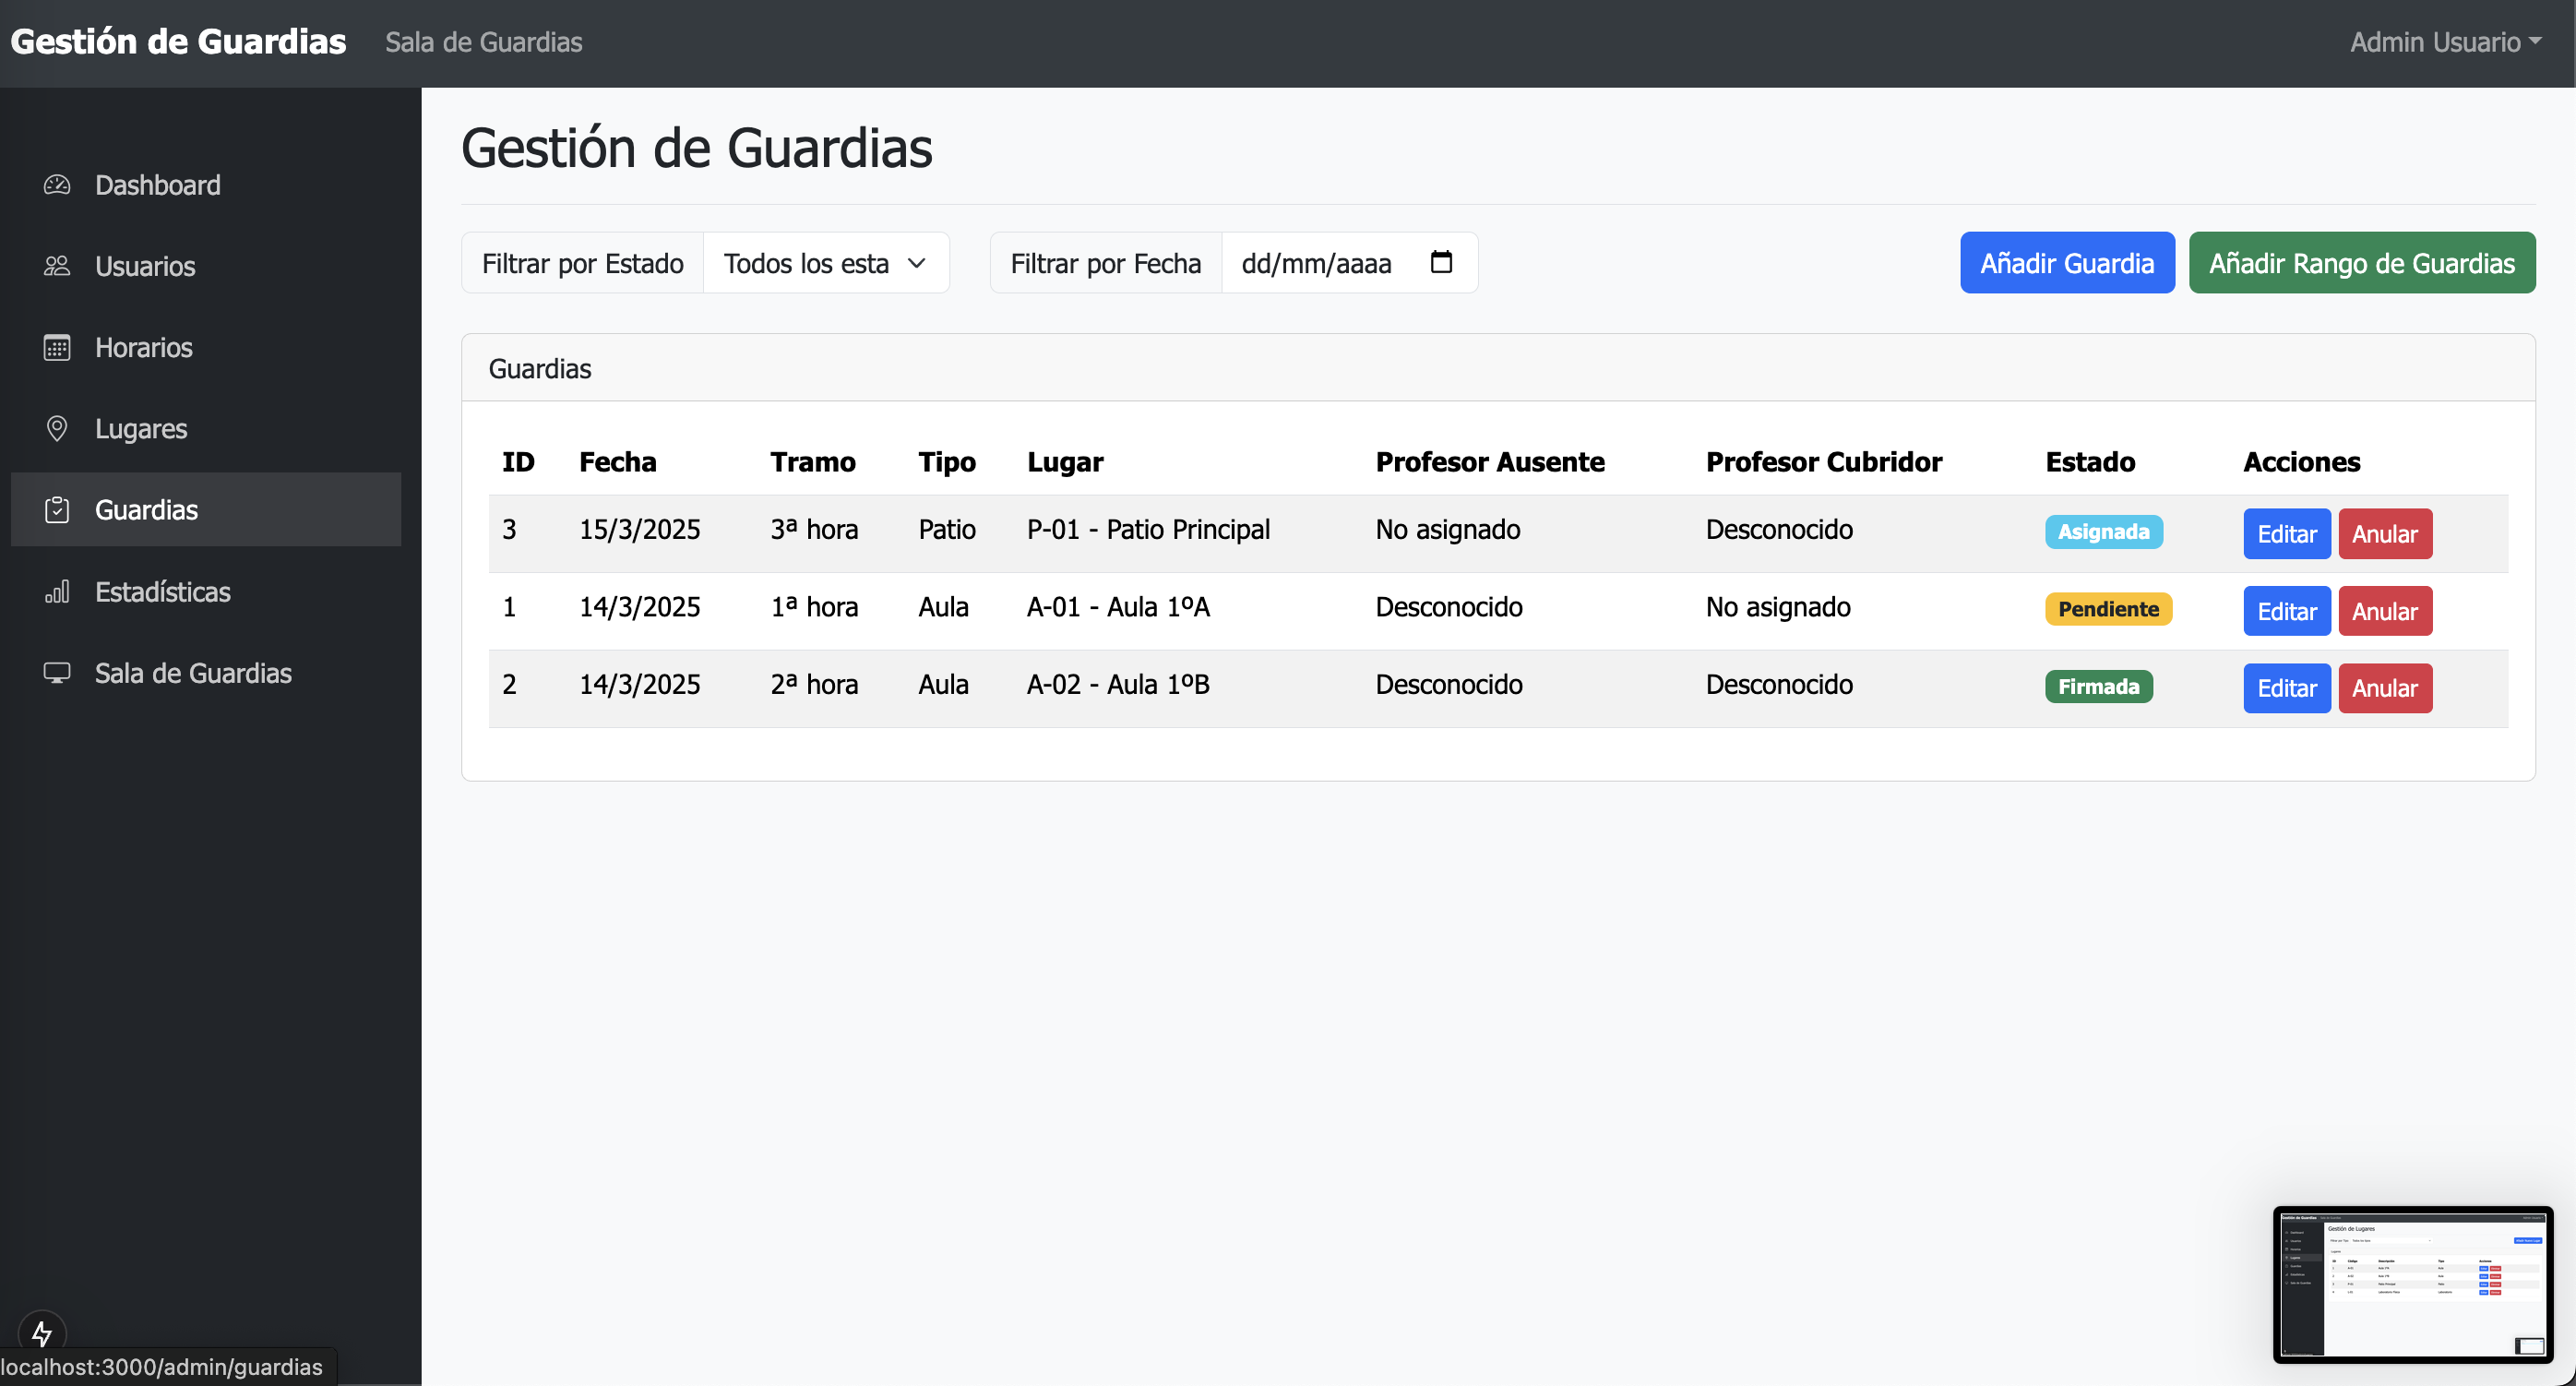 Gestión de Guardias Sala de Guardias Admin Usuario
Dashboard
Usuarios
Horarios
Lugares
Guardias
Estadísticas
Sala de Guardias
Gestión de Guardias
Filtrar por Estado Todos los esta Filtrar por Fecha dd/mm/aaaa Añadir Guardia Añadir Rango de Guardias
Guardias
ID Fecha Tramo Tipo Lugar Profesor Ausente Profesor Cubridor Estado Acciones
3 15/3/2025 3ª hora Patio P-01 - Patio Principal No asignado Desconocido Asignada Editar Anular
1 14/3/2025 1ª hora Aula A-01 - Aula 1ºA Desconocido No asignado Pendiente Editar Anular
2 14/3/2025 2ª hora Aula A-02 - Aula 1ºB Desconocido Desconocido Firmada Editar Anular
localhost:3000/admin/guardias
Gestión de Lugares